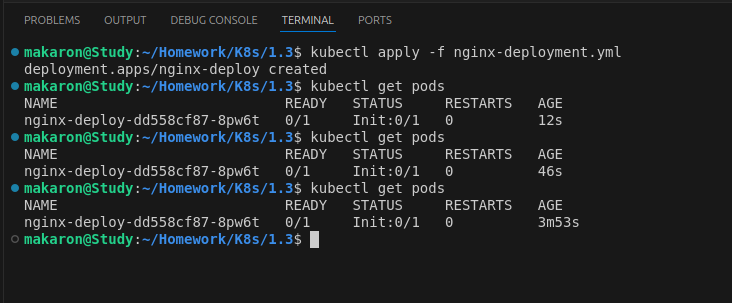 PROBLEMS OUTPUT DEBUG CONSOLE TERMINAL PORTS
makaron@Study:~/Homework/K8s/1.3$ kubectl apply -f nginx-deployment.yml
deployment.apps/nginx-deploy created
makaron@Study:~/Homework/K8s/1.3$ kubectl get pods
NAME READY STATUS RESTARTS AGE
nginx-deploy-dd558cf87-8pw6t 0/1 Init:0/1 0 12s
makaron@Study:~/Homework/K8s/1.3$ kubectl get pods
NAME READY STATUS RESTARTS AGE
nginx-deploy-dd558cf87-8pw6t 0/1 Init:0/1 0 46s
makaron@Study:~/Homework/K8s/1.3$ kubectl get pods
NAME READY STATUS RESTARTS AGE
nginx-deploy-dd558cf87-8pw6t 0/1 Init:0/1 0 3m53s
makaron@Study:~/Homework/K8s/1.3$